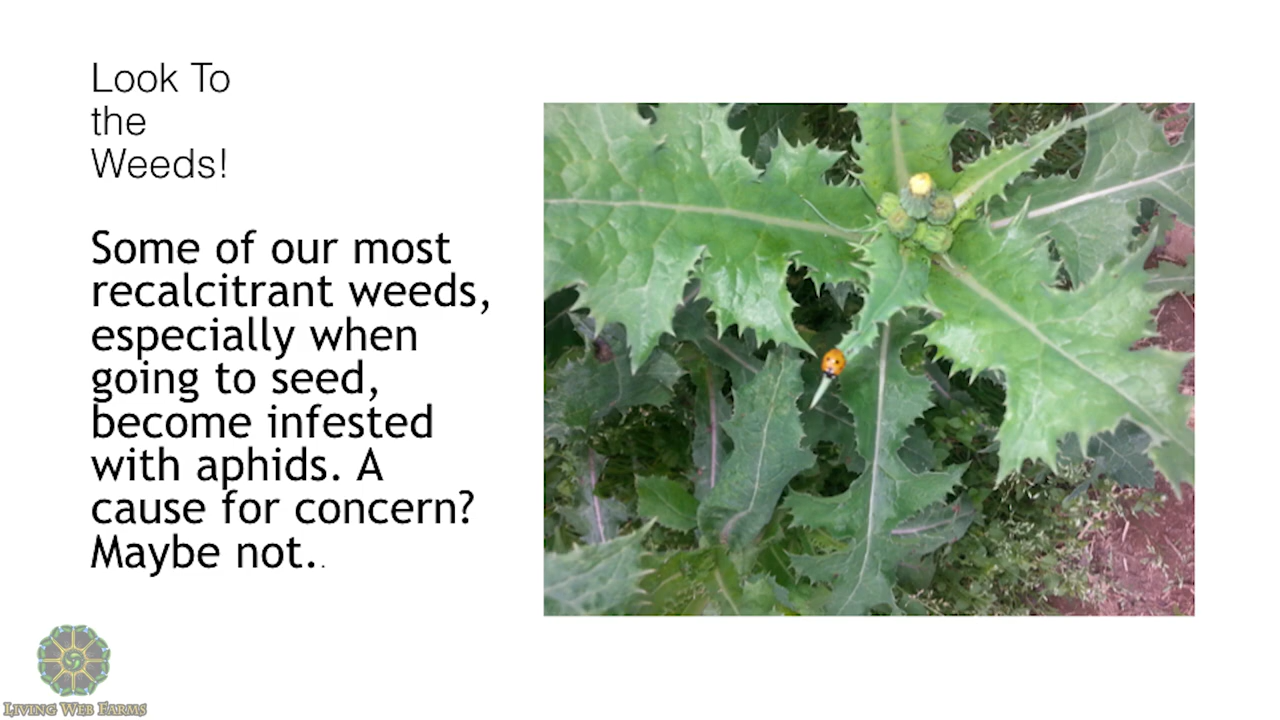 Look To
the
Weeds!
Some of our most
recalcitrant weeds,
especially when
going to seed,
become infested
with aphids. A
cause for concern?
Maybe not..
LIVING WEB FARMS